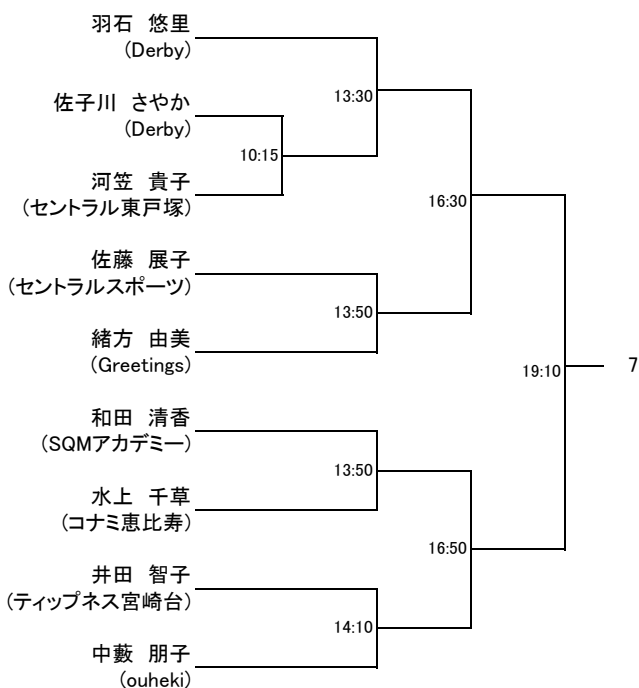 羽石　悠里
(Derby)
13:30
佐子川　さやか
(Derby)
10:15
河笠　貴子
(セントラル東戸塚)
16:30
佐藤　展子
(セントラルスポーツ)
13:50
緒方　由美
(Greetings)
19:10
7
和田　清香
(SQMアカデミー)
13:50
水上　千草
(コナミ恵比寿)
16:50
井田　智子
(ティップネス宮崎台)
14:10
中藪　朋子
(ouheki)